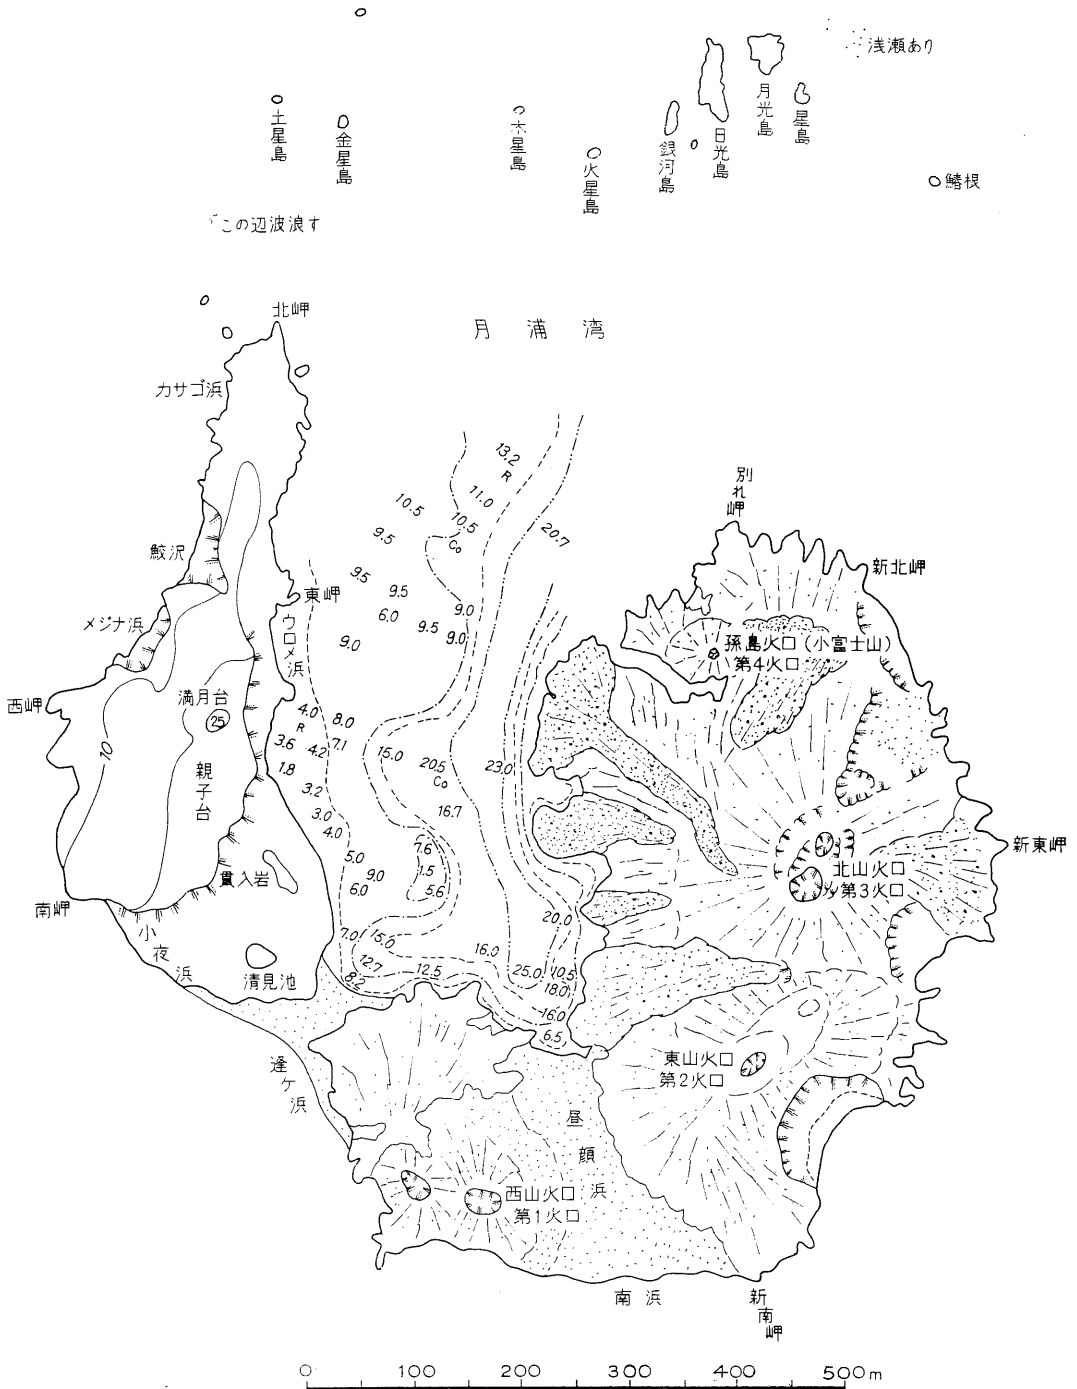 浅瀬あり
土星島
金星島
木星島
火星島
銀河島
日光島
月光島
星島
鰆根
この辺波浪す
北岬
月浦湾
カサゴ浜
13.2
R
11.0
10.5
10.5
Co
9.5
20.7
別れ岬
鮫沢
9.5
9.5
新北岬
東岬
6.0
9.0
メジナ浜
ウロメ浜
9.5
9.0
9.0
孫島火口(小富士山)
第4火口
西岬
満月台
25
4.0
8.0
R
10
3.6
4.2
7.1
15.0
20.5
Co
23.0
1.8
親子台
3.2
3.0
4.0
16.7
7.6
新東岬
5.0
貫入岩
9.0
1.5
6.0
5.6
北山火口
第3火口
南岬
小夜浜
20.0
7.0
15.0
16.0
12.7
12.5
25.0
10.5
清見池
8.2
18.0
16.0
6.5
逢ケ浜
東山火口
第2火口
昼顔浜
西山火口
第1火口
南浜
新南岬
0 100 200 300 400 500m